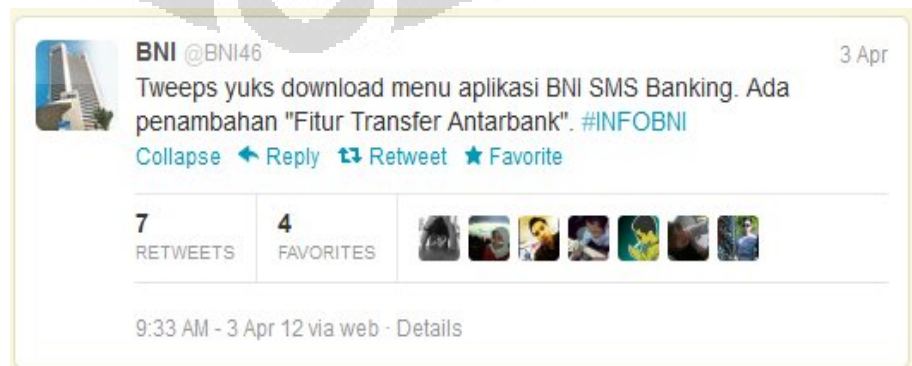 BNI @BNI46 3 Apr
Tweeps yuks download menu aplikasi BNI SMS Banking. Ada
penambahan "Fitur Transfer Antarbank". #INFOBNI
Collapse Reply Retweet Favorite
7 4
RETWEETS FAVORITES
9:33 AM - 3 Apr 12 via web · Details